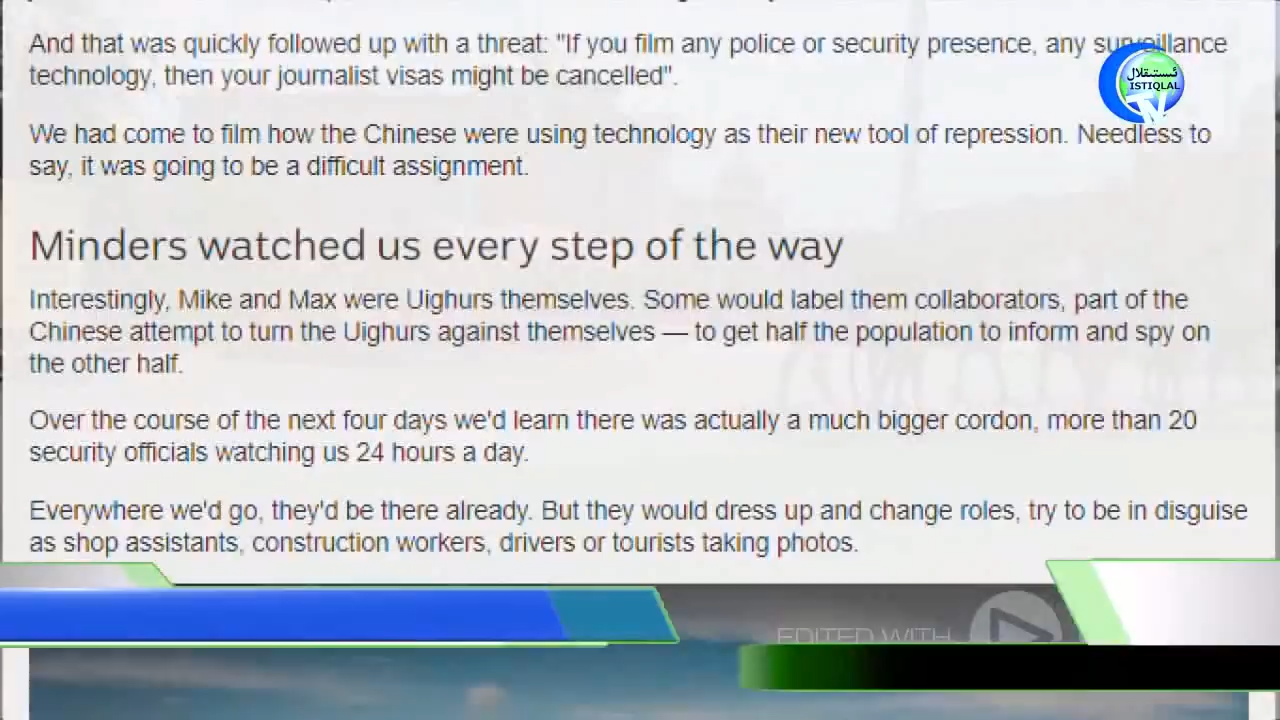 And that was quickly followed up with a threat: "If you film any police or security presence, any surveillance
technology, then your journalist visas might be cancelled".
ئىستىقلال
ISTIQLAL
TV
We had come to film how the Chinese were using technology as their new tool of repression. Needless to
say, it was going to be a difficult assignment.
Minders watched us every step of the way
Interestingly, Mike and Max were Uighurs themselves. Some would label them collaborators, part of the
Chinese attempt to turn the Uighurs against themselves — to get half the population to inform and spy on
the other half.
Over the course of the next four days we'd learn there was actually a much bigger cordon, more than 20
security officials watching us 24 hours a day.
Everywhere we'd go, they'd be there already. But they would dress up and change roles, try to be in disguise
as shop assistants, construction workers, drivers or tourists taking photos.
EDITED WITH